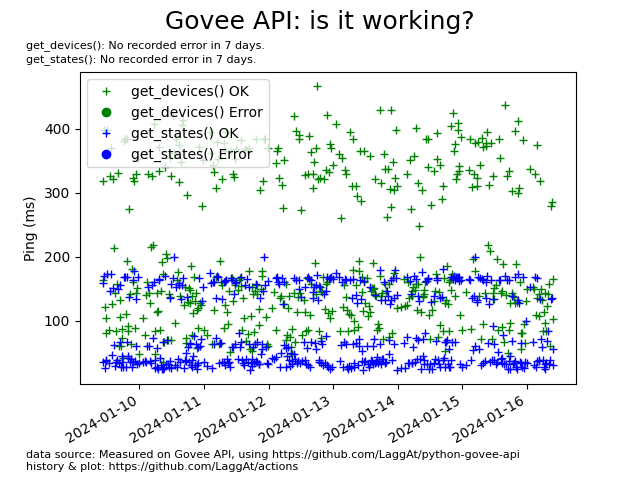 Govee API: is it working?
get_devices(): No recorded error in 7 days.
get_states(): No recorded error in 7 days.
get_devices() OK
get_devices() Error
get_states() OK
get_states() Error
Ping (ms)
400
300
200
100
2024-01-10
2024-01-11
2024-01-12
2024-01-13
2024-01-14
2024-01-15
2024-01-16
data source: Measured on Govee API, using https://github.com/LaggAt/python-govee-api
history & plot: https://github.com/LaggAt/actions